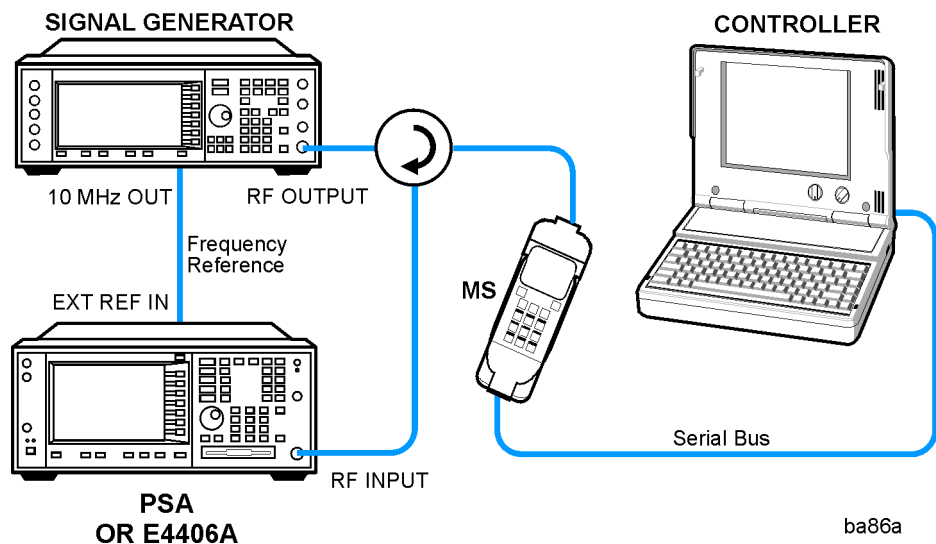 SIGNAL GENERATOR
CONTROLLER
10 MHz OUT
RF OUTPUT
Frequency
Reference
MS
EXT REF IN
Serial Bus
RF INPUT
PSA
OR E4406A
ba86a